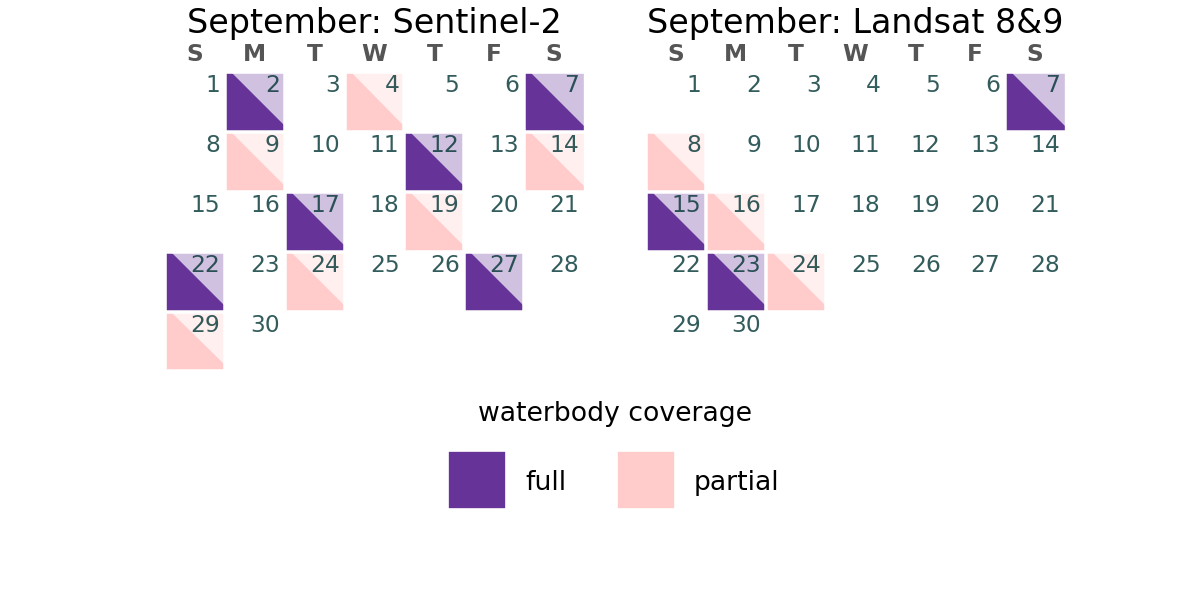 September: Sentinel-2
S M T W T F S
1 2 3 4 5 6 7
8 9 10 11 12 13 14
15 16 17 18 19 20 21
22 23 24 25 26 27 28
29 30
September: Landsat 8&9
S M T W T F S
1 2 3 4 5 6 7
8 9 10 11 12 13 14
15 16 17 18 19 20 21
22 23 24 25 26 27 28
29 30
waterbody coverage
full
partial